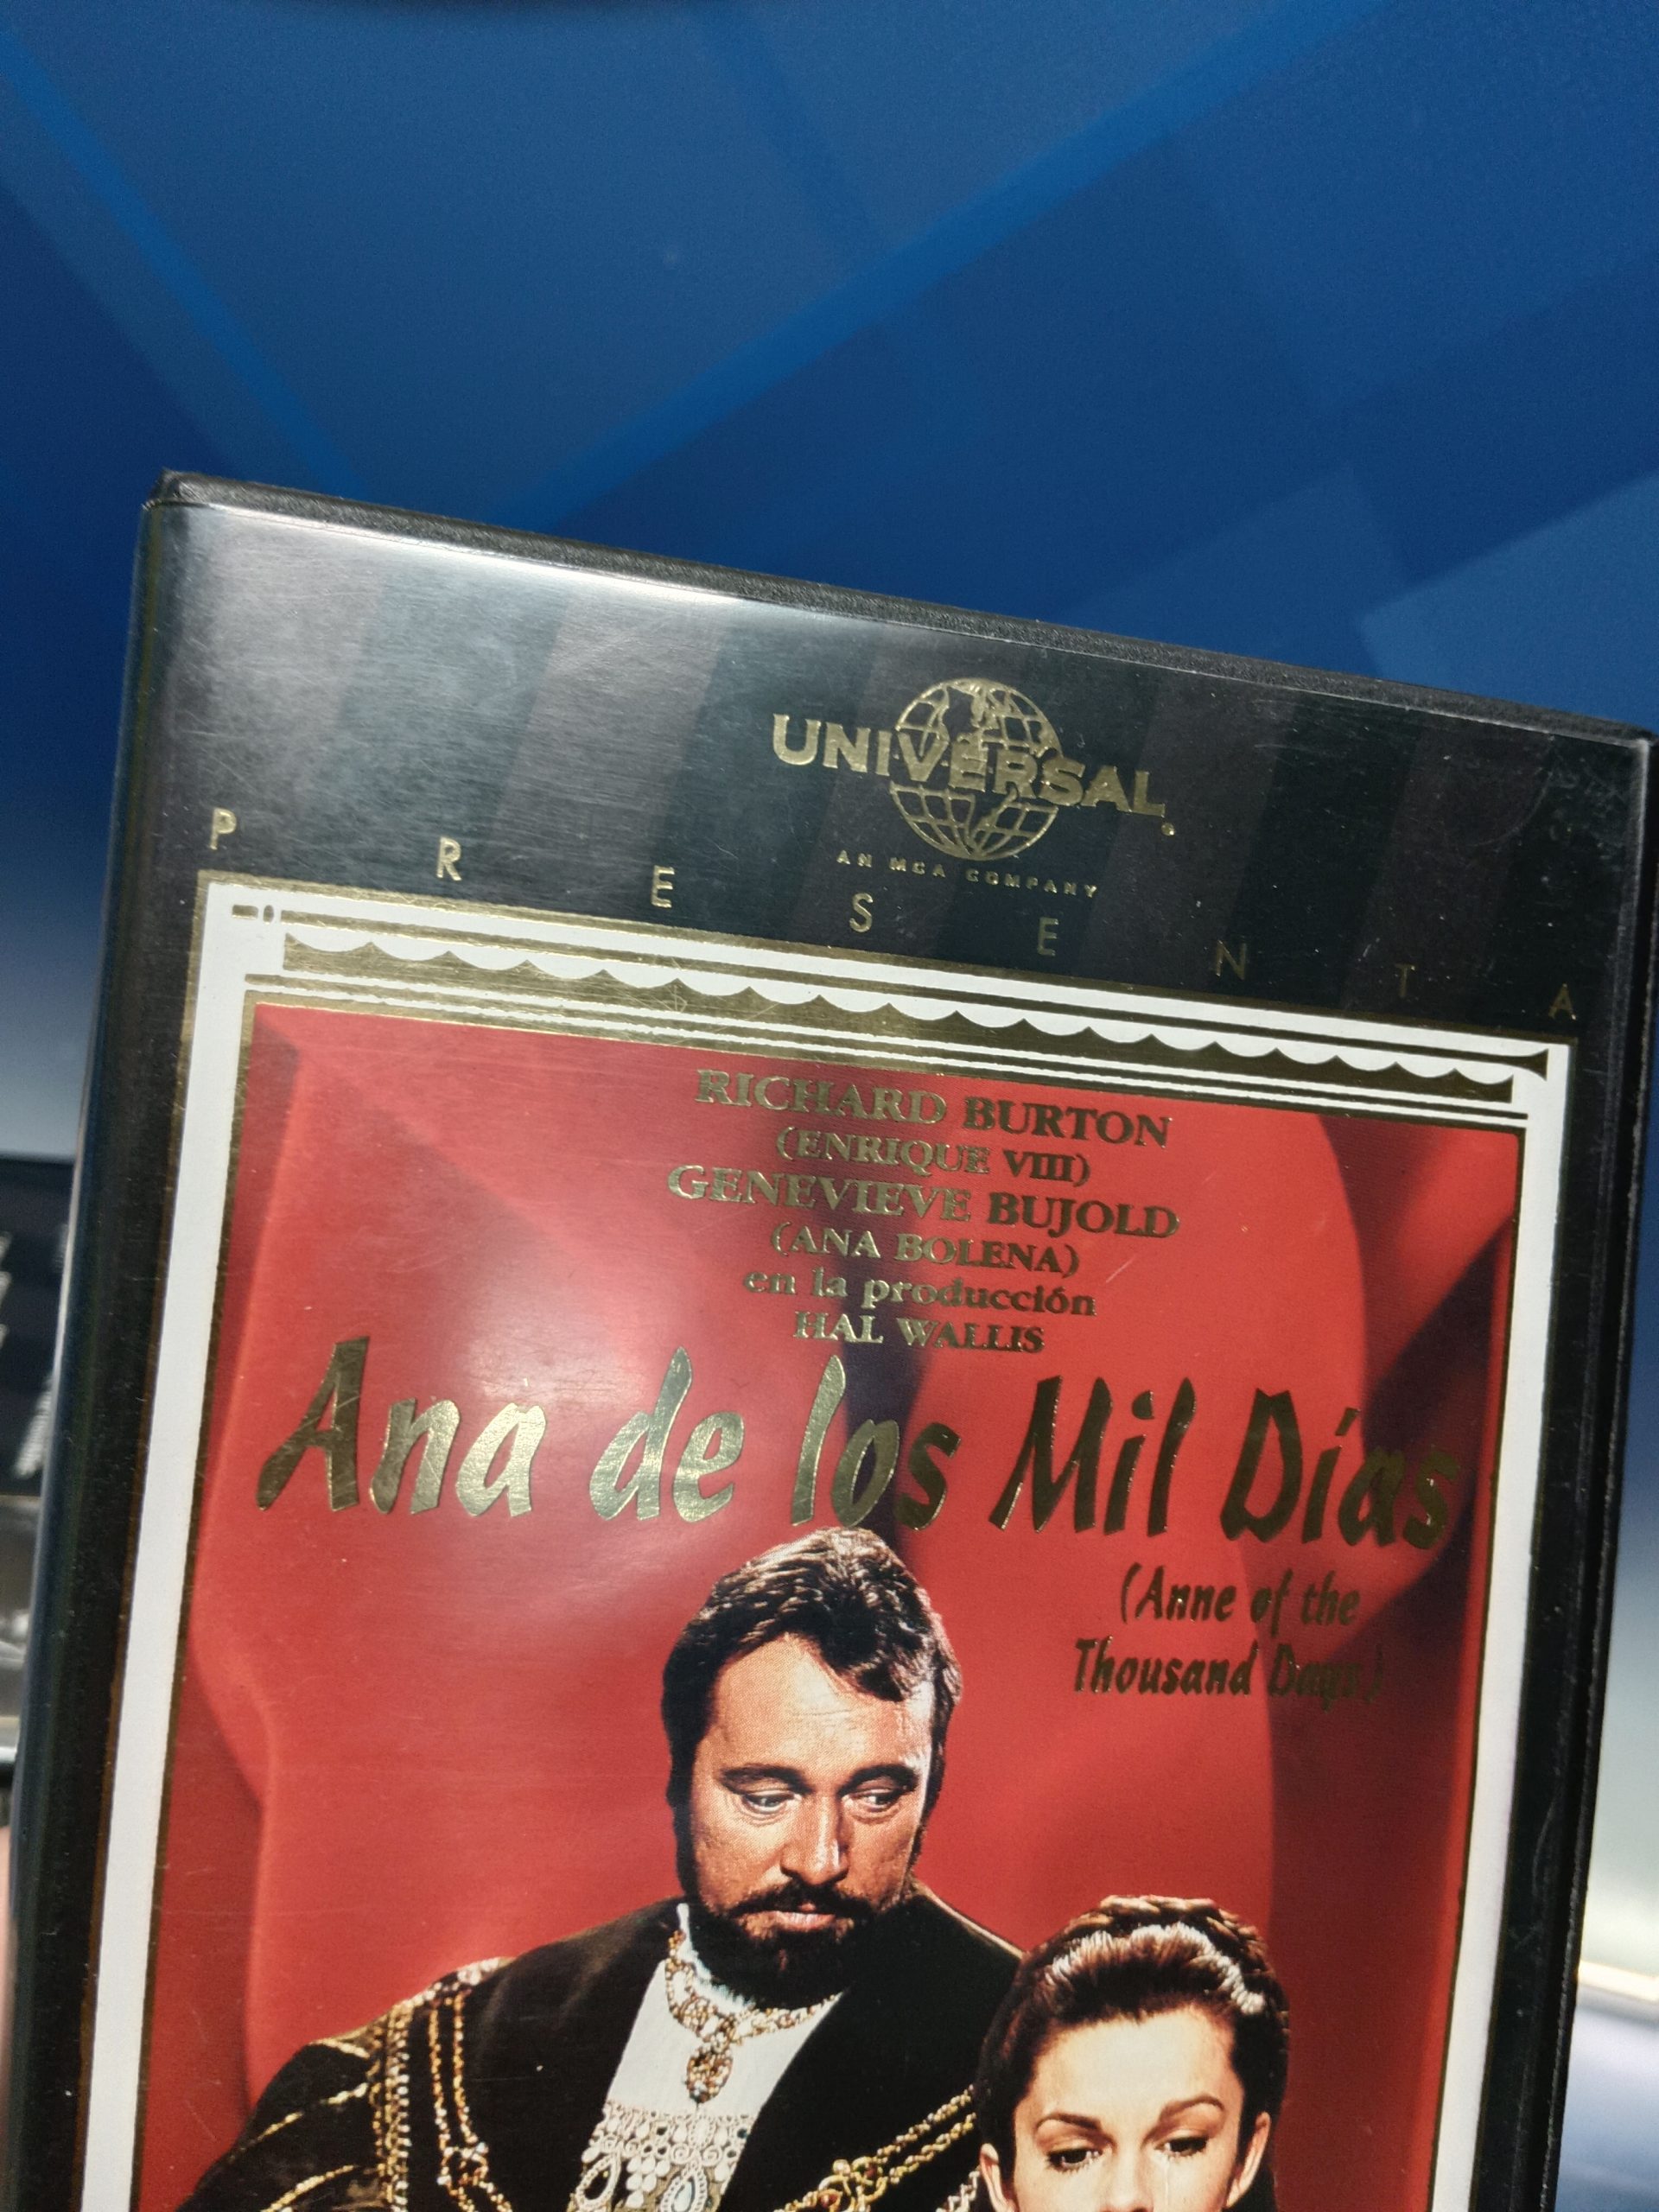 UNIVERSAL
AN MCA COMPANY
PRESENTA
RICHARD BURTON
(ENRIQUE VIII)
GENEVIEVE BUJOLD
(ANA BOLENA)
en la producción
HAL WALLIS
Ana de los Mil Días
(Anne of the
Thousand Days)